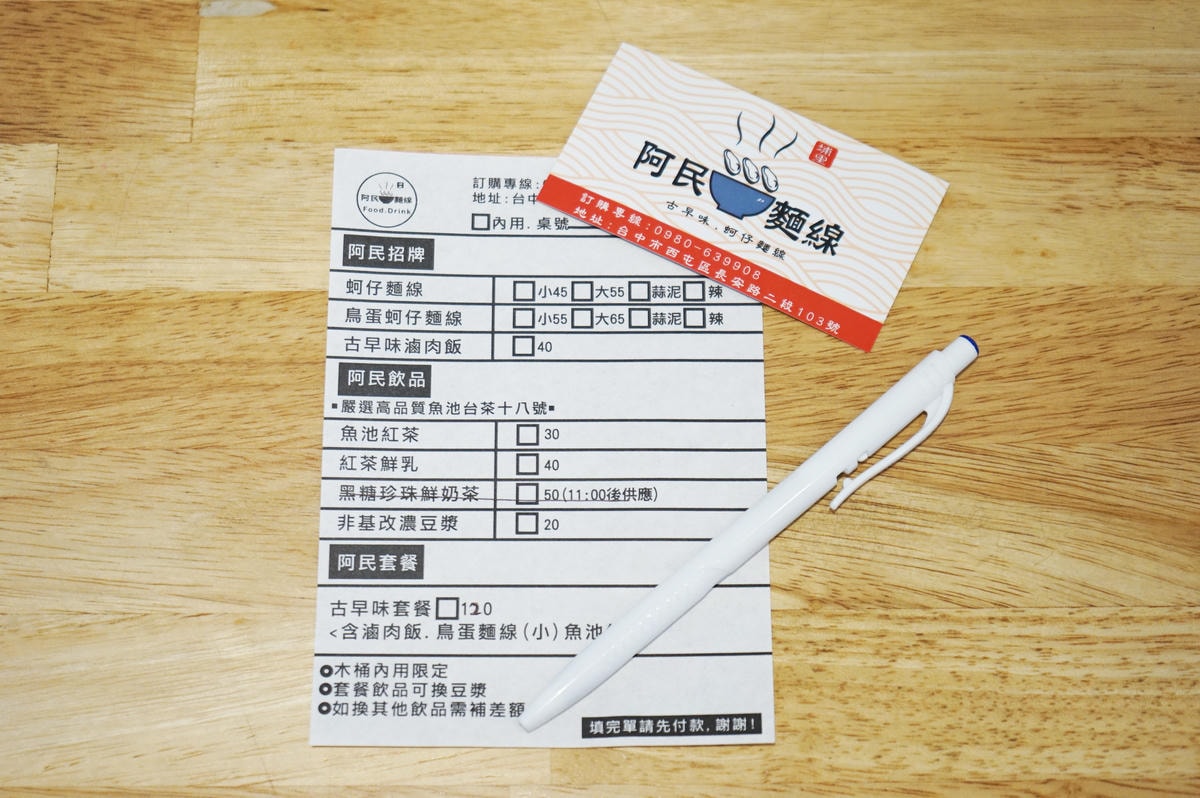 埔里
阿民麵線
古早味.蚵仔麵線
訂購專線:0980-639908
地址:台中市西屯區長安路二段103號
阿民麵線
Food.Drink
訂購專線:
地址:台中
□內用.桌號
阿民招牌
蚵仔麵線 □小45□大55□蒜泥□辣
鳥蛋蚵仔麵線 □小55□大65□蒜泥□辣
古早味滷肉飯 □40
阿民飲品
▪嚴選高品質魚池台茶十八號▪
魚池紅茶 □30
紅茶鮮乳 □40
黑糖珍珠鮮奶茶 □50(11:00後供應)
非基改濃豆漿 □20
阿民套餐
古早味套餐□120
<含滷肉飯.鳥蛋麵線(小)魚池
木桶內用限定
套餐飲品可換豆漿
如換其他飲品需補差額
填完單請先付款,謝謝!